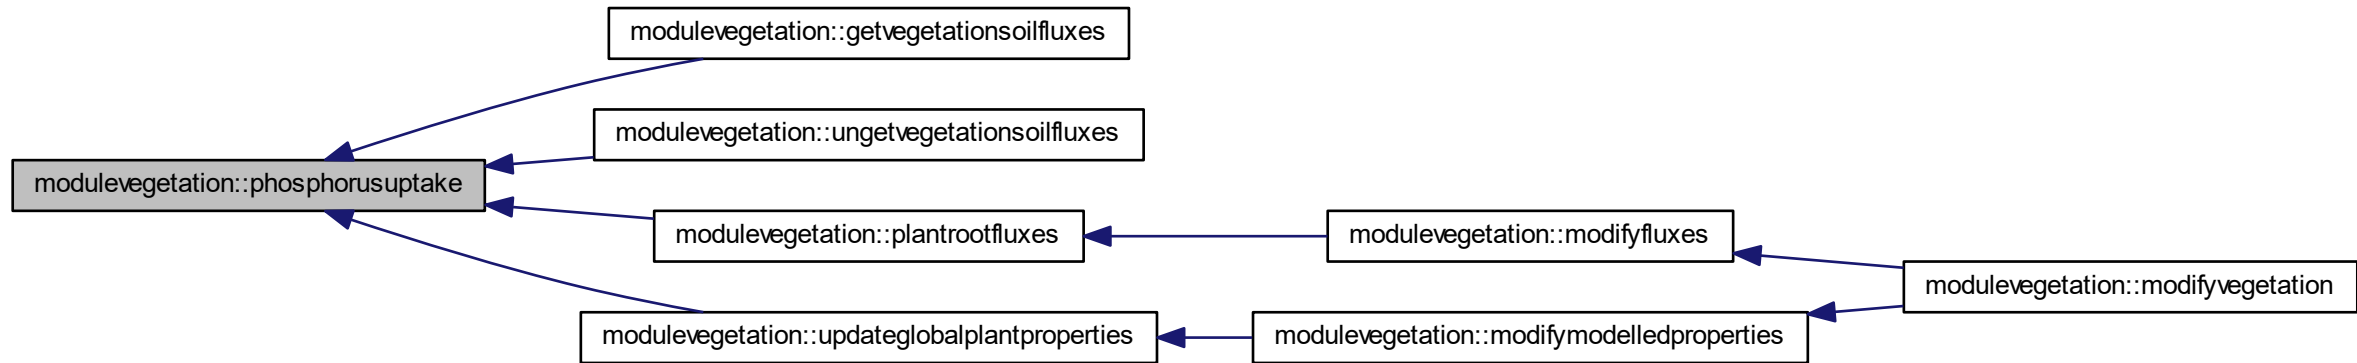 modulevegetation::getvegetationsoilfluxes
modulevegetation::ungetvegetationsoilfluxes
modulevegetation::phosphorusuptake
modulevegetation::plantrootfluxes
modulevegetation::modifyfluxes
modulevegetation::modifyvegetation
modulevegetation::updateglobalplantproperties
modulevegetation::modifymodelledproperties